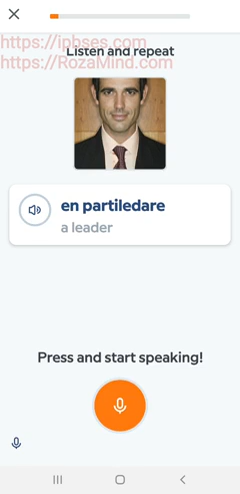 https://ipbses.com
Listen and repeat
https://RozaMind.com
en partiledare
a leader
Press and start speaking!